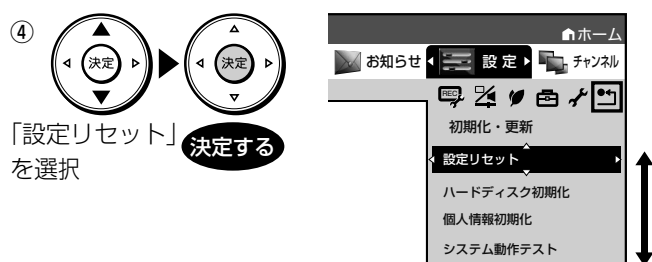 ④
決定
決定
「設定リセット」
を選択
決定する
ホーム
お知らせ
設定
チャンネル
REC
初期化・更新
設定リセット
ハードディスク初期化
個人情報初期化
システム動作テスト